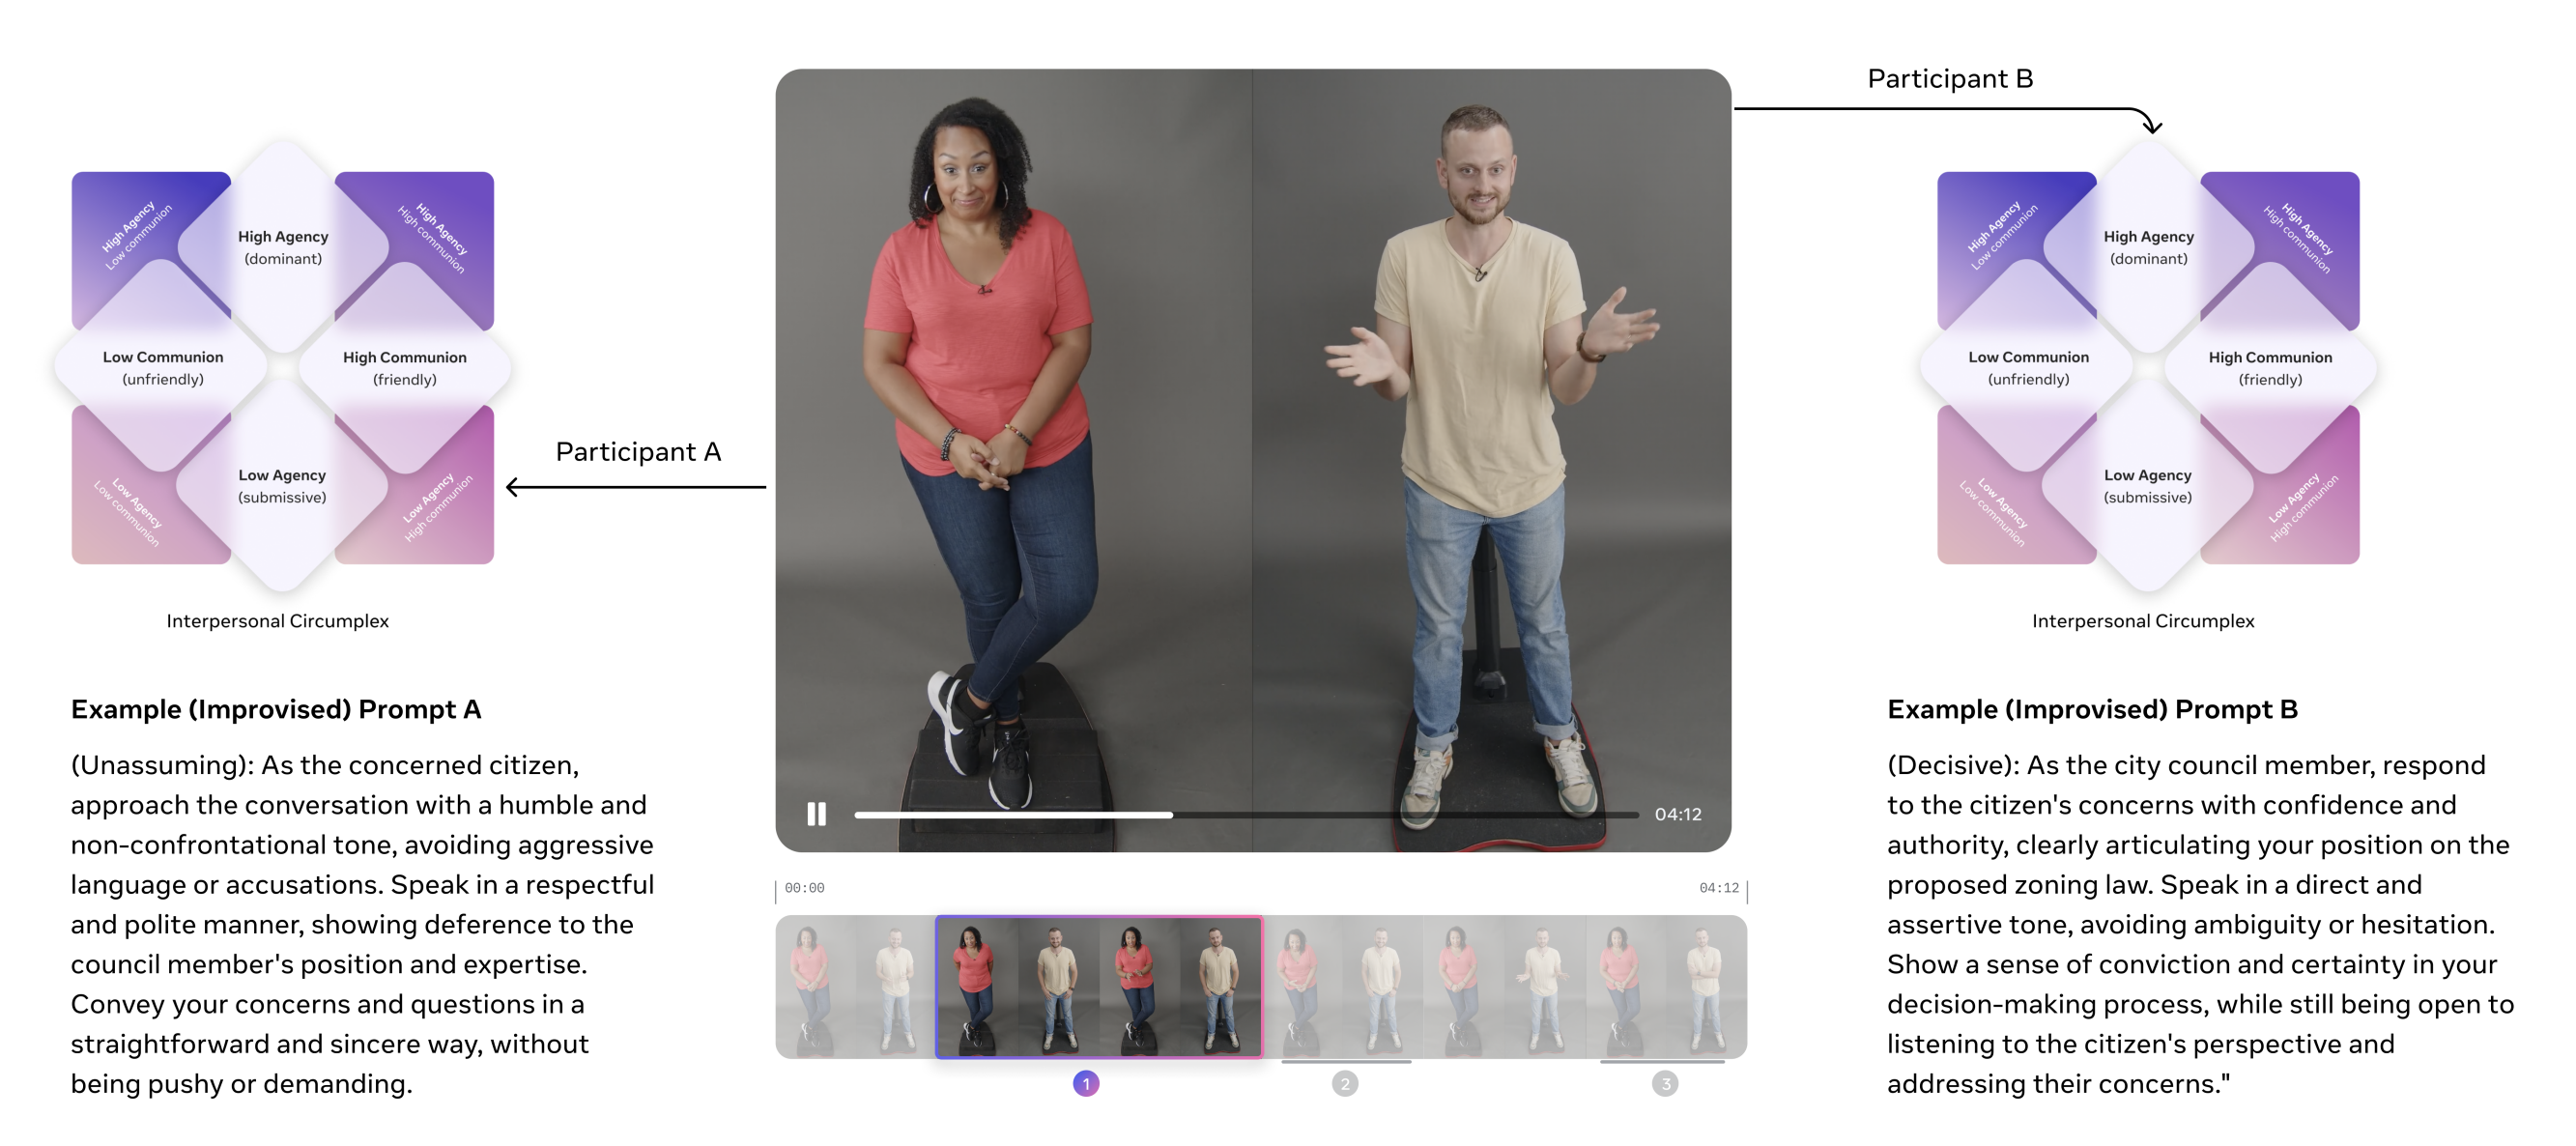 Participant B
High Agency
Low communion
High Agency
(dominant)
High Agency
High communion
Low Communion
(unfriendly)
High Communion
(friendly)
Low Agency
Low communion
Low Agency
(submissive)
Low Agency
High communion
Interpersonal Circumplex
Participant A
High Agency
Low communion
High Agency
(dominant)
High Agency
High communion
Low Communion
(unfriendly)
High Communion
(friendly)
Low Agency
Low communion
Low Agency
(submissive)
Low Agency
High communion
Interpersonal Circumplex
Example (Improvised) Prompt A
(Unassuming): As the concerned citizen,
approach the conversation with a humble and
non-confrontational tone, avoiding aggressive
language or accusations. Speak in a respectful
and polite manner, showing deference to the
council member's position and expertise.
Convey your concerns and questions in a
straightforward and sincere way, without
being pushy or demanding.
04:12
00:00
04:12
1
2
3
Example (Improvised) Prompt B
(Decisive): As the city council member, respond
to the citizen's concerns with confidence and
authority, clearly articulating your position on the
proposed zoning law. Speak in a direct and
assertive tone, avoiding ambiguity or hesitation.
Show a sense of conviction and certainty in your
decision-making process, while still being open to
listening to the citizen's perspective and
addressing their concerns."